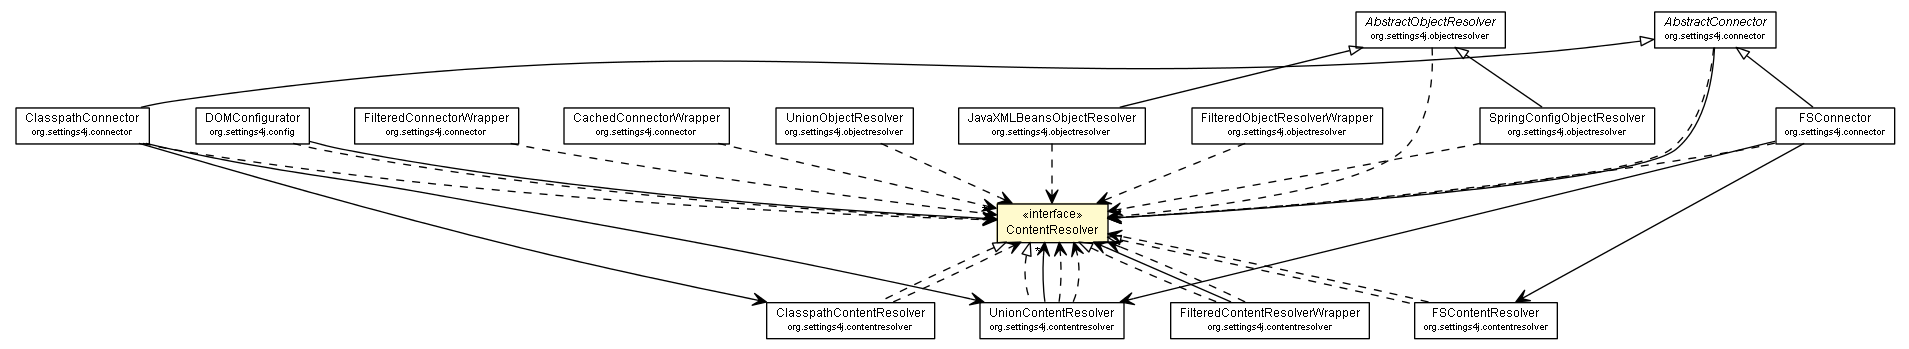 AbstractObjectResolver
org.settings4j.objectresolver
AbstractConnector
org.settings4j.connector
ClasspathConnector
org.settings4j.connector
DOMConfigurator
org.settings4j.config
FilteredConnectorWrapper
org.settings4j.connector
CachedConnectorWrapper
org.settings4j.connector
UnionObjectResolver
org.settings4j.objectresolver
JavaXMLBeansObjectResolver
org.settings4j.objectresolver
FilteredObjectResolverWrapper
org.settings4j.objectresolver
SpringConfigObjectResolver
org.settings4j.objectresolver
FSConnector
org.settings4j.connector
«interface»
ContentResolver
*
ClasspathContentResolver
org.settings4j.contentresolver
UnionContentResolver
org.settings4j.contentresolver
FilteredContentResolverWrapper
org.settings4j.contentresolver
FSContentResolver
org.settings4j.contentresolver